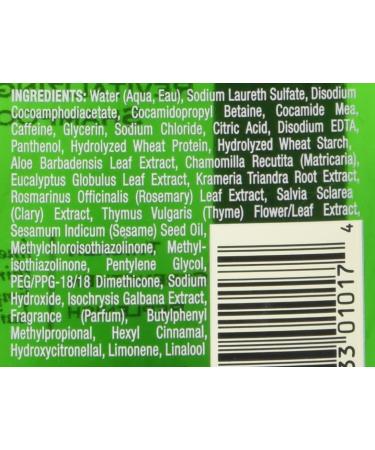 INGREDIENTS: Water (Aqua, Eau), Sodium Laureth Sulfate, Disodium
Cocoamphodiacetate, Cocamidopropyl Betaine, Cocamide Mea,
Caffeine, Glycerin, Sodium Chloride, Citric Acid, Disodium EDTA,
Panthenol, Hydrolyzed Wheat Protein, Hydrolyzed Wheat Starch,
Aloe Barbadensis Leaf Extract, Chamomilla Recutita (Matricaria),
Eucalyptus Globulus Leaf Extract, Krameria Triandra Root Extract,
Rosmarinus Officinalis (Rosemary) Leaf Extract, Salvia Sclarea
(Clary) Extract, Thymus Vulgaris (Thyme) Flower/Leaf Extract,
Sesamum Indicum (Sesame) Seed Oil,
Methylchloroisothiazolinone, Methyl-
isothiazolinone, Pentylene Glycol,
PEG/PPG-18/18 Dimethicone, Sodium
Hydroxide, Isochrysis Galbana Extract,
Fragrance (Parfum), Butylphenyl
Methylpropional, Hexyl Cinnamal,
Hydroxycitronellal, Limonene, Linalool
33 01017 4